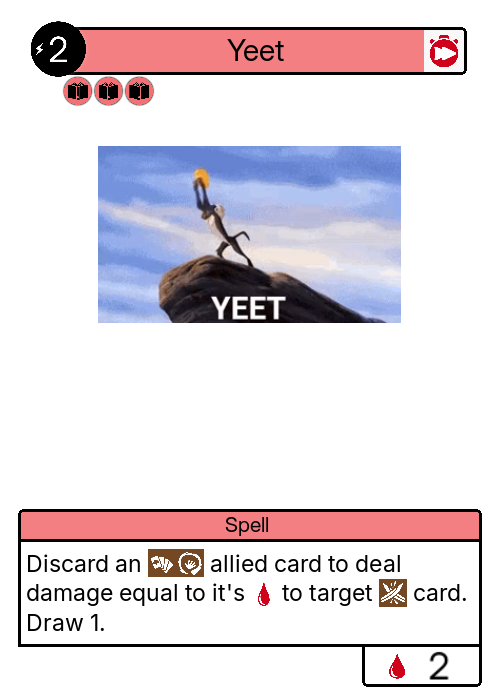 2
Yeet
YEET
Spell
Discard an allied card to deal
damage equal to it's to target card.
Draw 1.
2